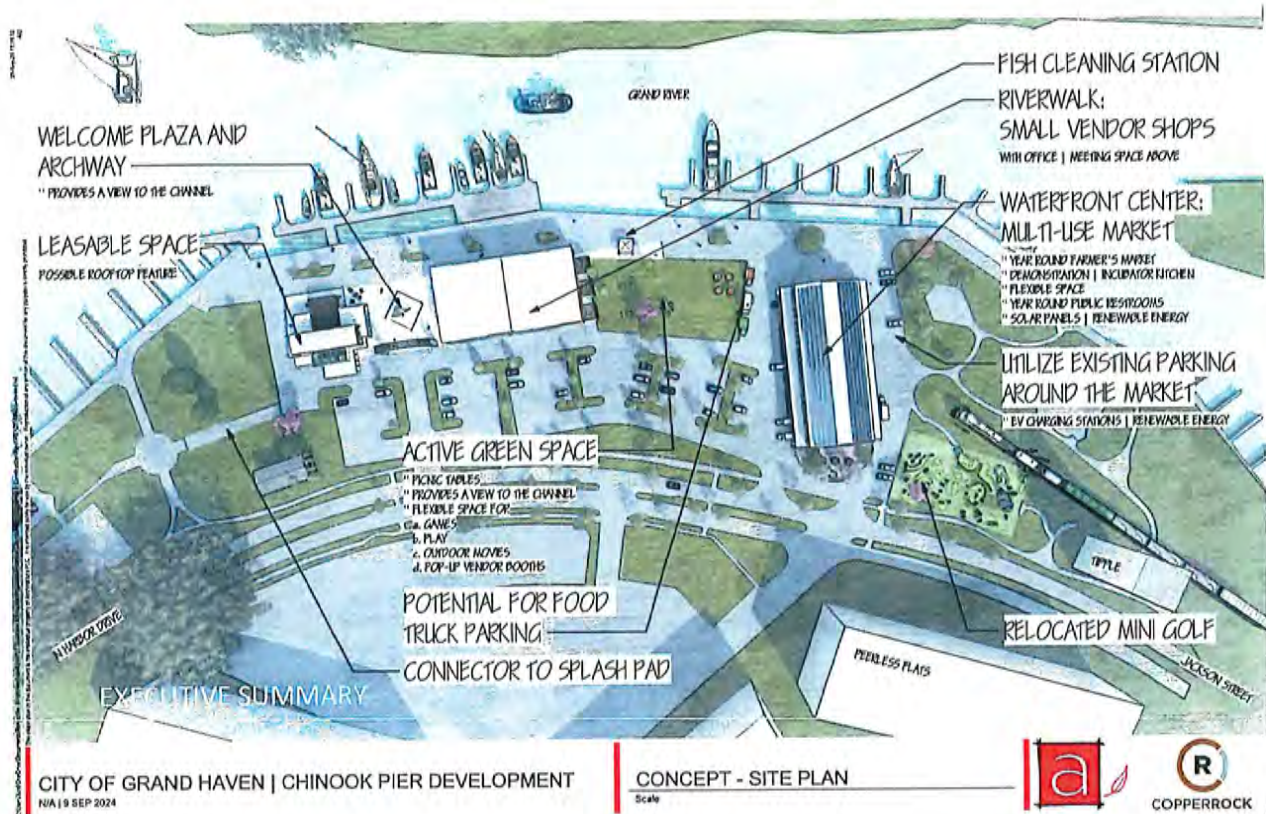 GRAND RIVER
FISH CLEANING STATION
RIVERWALK:
SMALL VENDOR SHOPS
WITH OFFICE | MEETING SPACE ABOVE
WELCOME PLAZA AND
ARCHWAY
" PROVIDES A VIEW TO THE CHANNEL
LEASABLE SPACE
POSSIBLE ROOFTOP FEATURE
WATERFRONT CENTER:
MULTI-USE MARKET
" YEAR ROUND FARMER'S MARKET
" DEMONSTRATION | INCUBATOR KITCHEN
" FLEXIBLE SPACE
" YEAR ROUND PUBLIC RESTROOMS
" SOLAR PANELS | RENEWABLE ENERGY
UTILIZE EXISTING PARKING
AROUND THE MARKET
" EV CHARGING STATIONS | RENEWABLE ENERGY
ACTIVE GREEN SPACE
" PICNIC TABLES
" PROVIDES A VIEW TO THE CHANNEL
" FLEXIBLE SPACE FOR
a. GAMES
b. PLAY
c. OUTDOOR MOVIES
d. POP-UP VENDOR BOOTHS
TIPPLE
POTENTIAL FOR FOOD
TRUCK PARKING
RELOCATED MINI GOLF
N HARBOR DRIVE
PEERLESS FLATS
JACKSON STREET
CONNECTOR TO SPLASH PAD
EXECUTIVE SUMMARY
CITY OF GRAND HAVEN | CHINOOK PIER DEVELOPMENT
N/A | 9 SEP 2024
CONCEPT - SITE PLAN
Scale
a
R
COPPERROCK